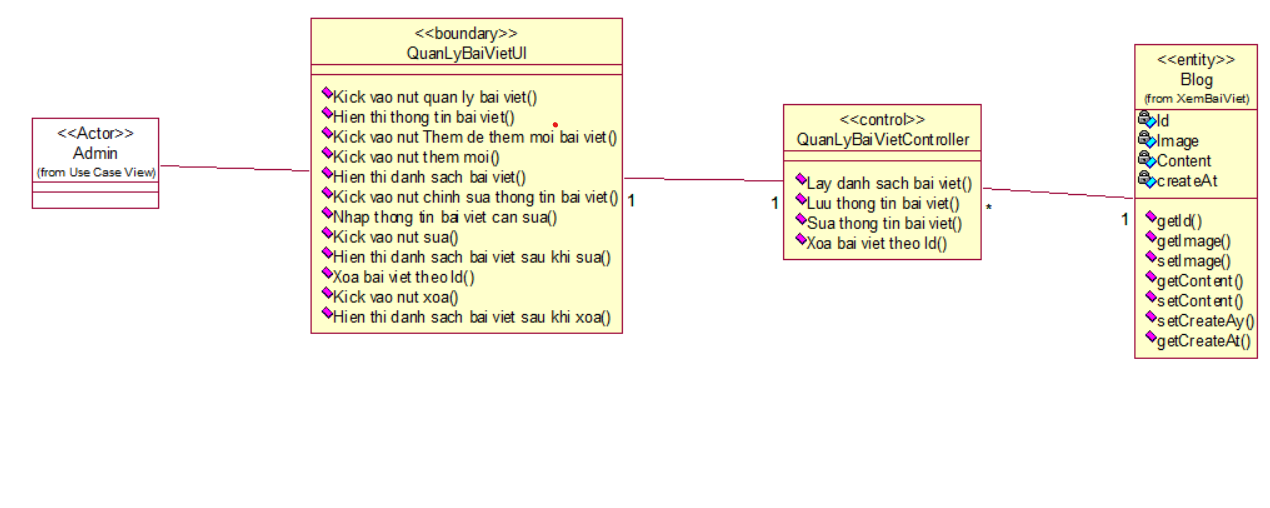 <<Actor>>
Admin
(from Use Case View)
<<boundary>>
QuanLyBaiVietUI
Kick vao nut quan ly bai viet()
Hien thi thong tin bai viet()
Kick vao nut Them de them moi bai viet()
Kick vao nut them moi()
Hien thi danh sach bai viet()
Kick vao nut chinh sua thong tin bai viet()
Nhap thong tin bai viet can sua()
Kick vao nut sua()
Hien thi danh sach bai viet sau khi sua()
Xoa bai viet theo Id()
Kick vao nut xoa()
Hien thi danh sach bai viet sau khi xoa()
1
1
<<control>>
QuanLyBaiVietController
Lay danh sach bai viet()
Luu thong tin bai viet()
Sua thong tin bai viet()
Xoa bai viet theo Id()
*
1
<<entity>>
Blog
(from XemBaiViet)
Id
Image
Content
createAt
getId()
getImage()
setImage()
getContent()
setContent()
setCreateAy()
getCreateAt()